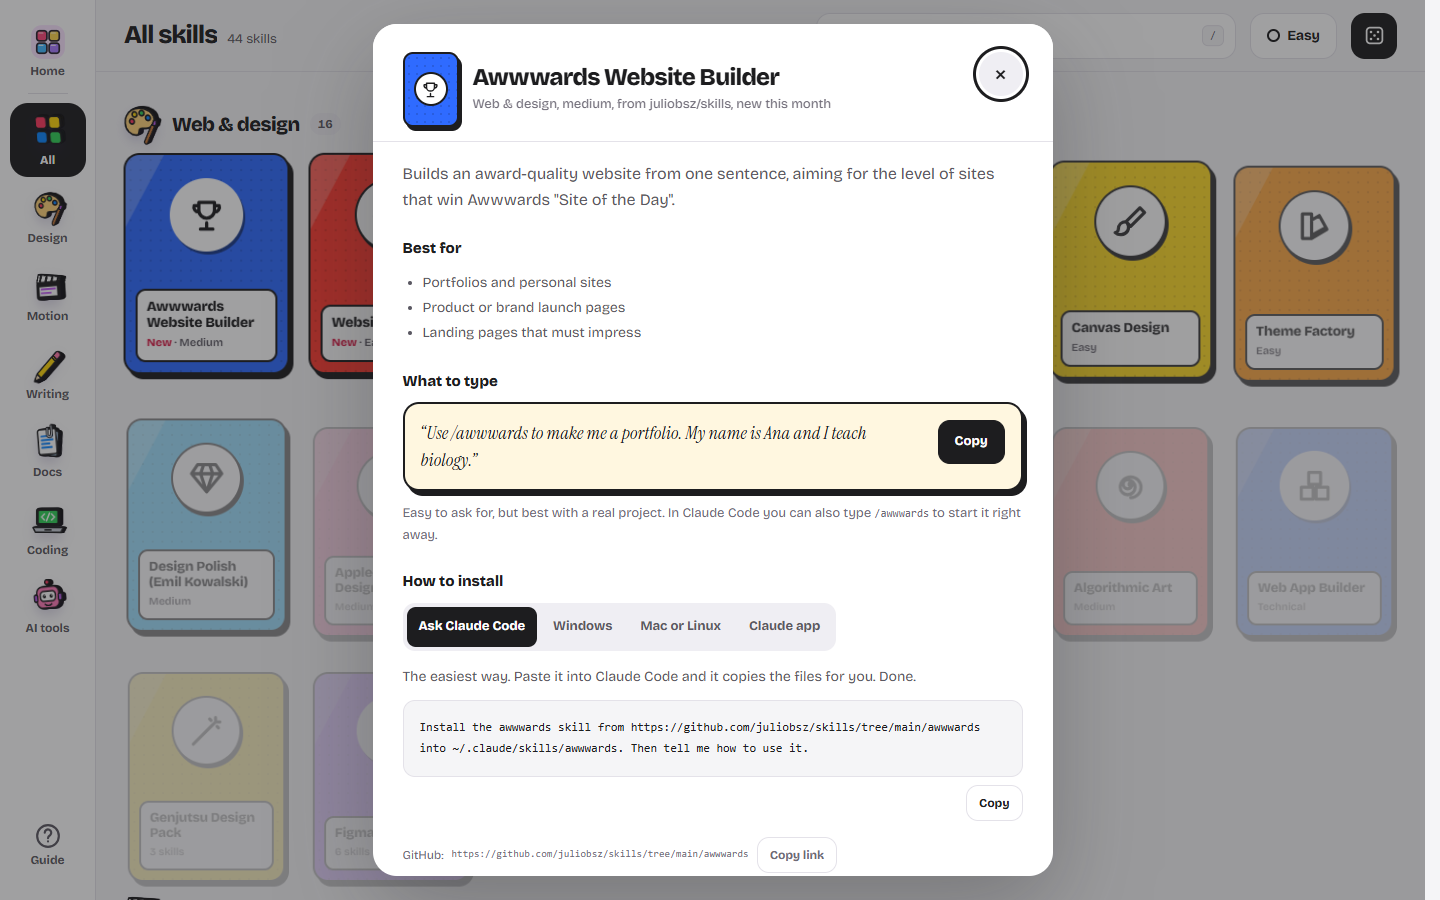 Home
All
Design
Motion
Writing
Docs
Coding
AI tools
Guide
All skills 44 skills
/
Easy
Web & design 16
Awwwards
Website Builder
New · Medium
Canvas Design
Easy
Theme Factory
Easy
Design Polish
(Emil Kowalski)
Medium
Apple
Algorithmic Art
Medium
Web App Builder
Technical
Genjutsu Design
Pack
3 skills
Figma
6 skills
Awwwards Website Builder
Web & design, medium, from juliobsz/skills, new this month
×
Builds an award-quality website from one sentence, aiming for the level of sites
that win Awwwards "Site of the Day".
Best for
• Portfolios and personal sites
• Product or brand launch pages
• Landing pages that must impress
What to type
“Use /awwwards to make me a portfolio. My name is Ana and I teach
biology.”
Copy
Easy to ask for, but best with a real project. In Claude Code you can also type /awwwards to start it right
away.
How to install
Ask Claude Code Windows Mac or Linux Claude app
The easiest way. Paste it into Claude Code and it copies the files for you. Done.
Install the awwwards skill from https://github.com/juliobsz/skills/tree/main/awwwards
into ~/.claude/skills/awwwards. Then tell me how to use it.
Copy
GitHub: https://github.com/juliobsz/skills/tree/main/awwwards Copy link